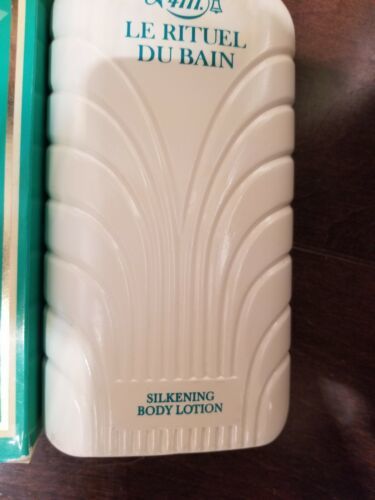 LE RITUEL
DU BAIN
SILKENING
BODY LOTION